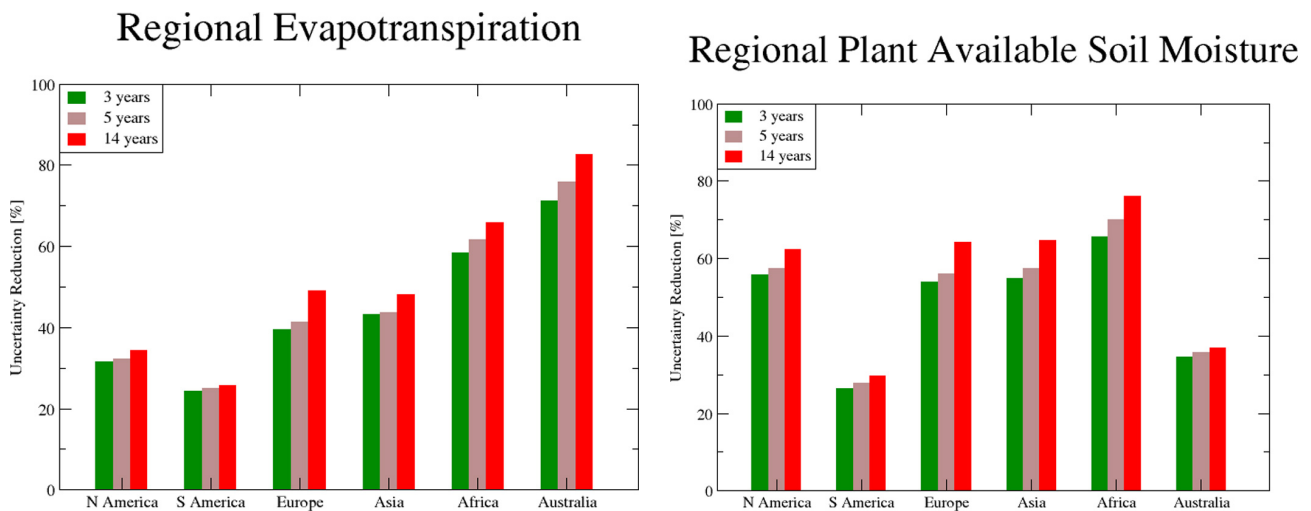 Regional Evapotranspiration
100
80
60
40
20
0
Uncertainty Reduction [%]
3 years
5 years
14 years
N America
S America
Europe
Asia
Africa
Australia
Regional Plant Available Soil Moisture
100
80
60
40
20
0
Uncertainty Reduction [%]
3 years
5 years
14 years
N America
S America
Europe
Asia
Africa
Australia